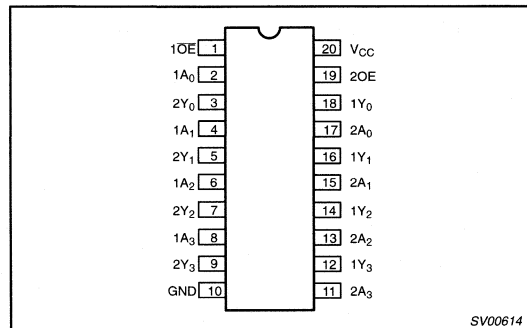 1OE 1 20 VCC
1A0 2 19 2OE
2Y0 3 18 1Y0
1A1 4 17 2A0
2Y1 5 16 1Y1
1A2 6 15 2A1
2Y2 7 14 1Y2
1A3 8 13 2A2
2Y3 9 12 1Y3
GND 10 11 2A3
SV00614